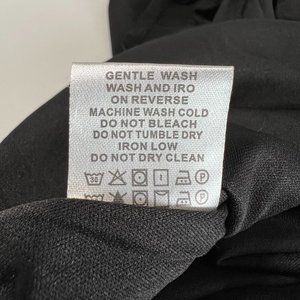 GENTLE WASH
WASH AND IRO
ON REVERSE
MACHINE WASH COLD
DO NOT BLEACH
DO NOT TUMBLE DRY
IRON LOW
DO NOT DRY CLEAN